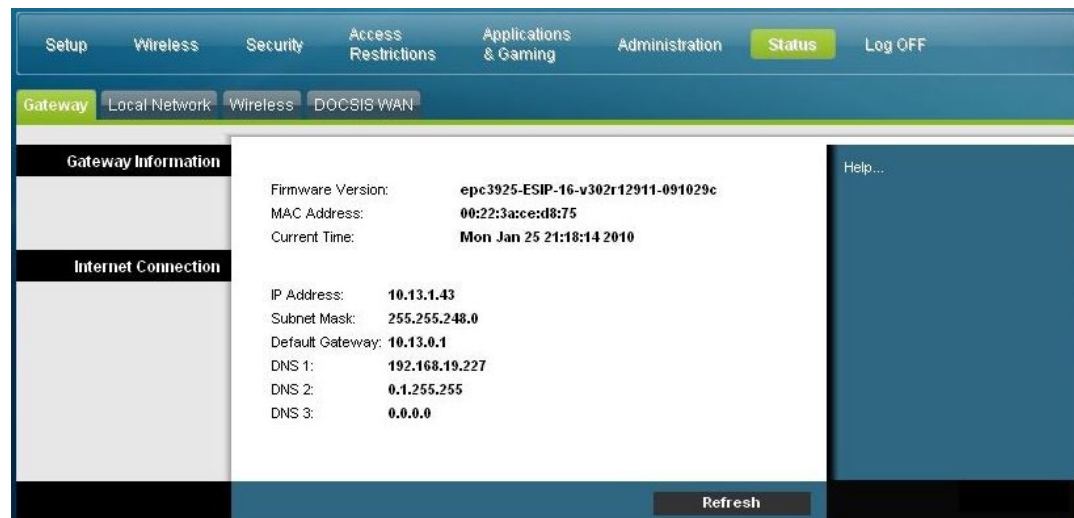 Setup Wireless Security Access Restrictions Applications & Gaming Administration Status Log OFF
Gateway Local Network Wireless DOCSIS WAN
Gateway Information
Help...
Firmware Version: epc3925-ESIP-16-v302r12911-091029c
MAC Address: 00:22:3a:ce:d8:75
Current Time: Mon Jan 25 21:18:14 2010
Internet Connection
IP Address: 10.13.1.43
Subnet Mask: 255.255.248.0
Default Gateway: 10.13.0.1
DNS 1: 192.168.19.227
DNS 2: 0.1.255.255
DNS 3: 0.0.0.0
Refresh